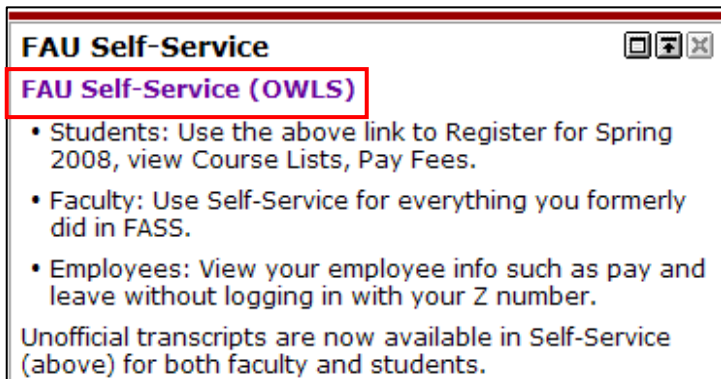 FAU Self-Service
FAU Self-Service (OWLS)
• Students: Use the above link to Register for Spring
2008, view Course Lists, Pay Fees.
• Faculty: Use Self-Service for everything you formerly
did in FASS.
• Employees: View your employee info such as pay and
leave without logging in with your Z number.
Unofficial transcripts are now available in Self-Service
(above) for both faculty and students.